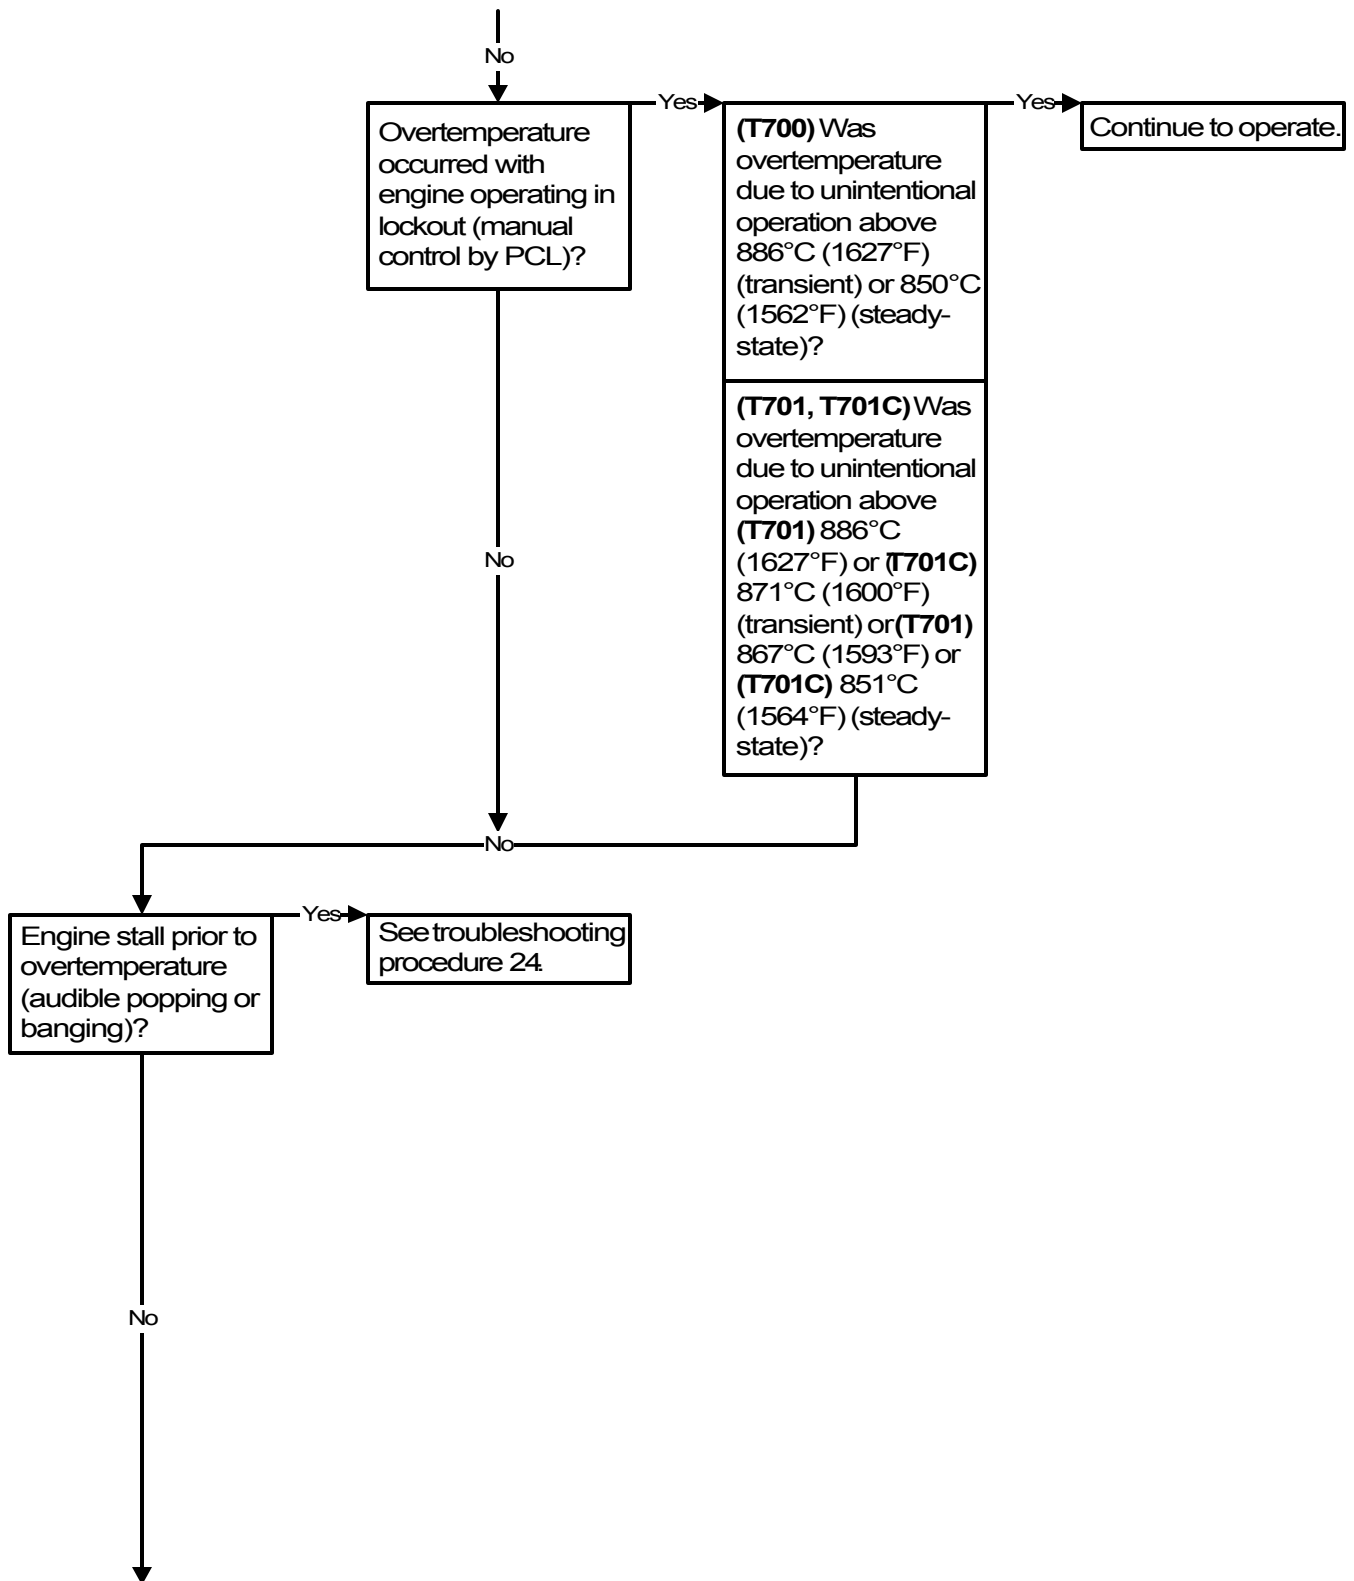 No
Overtemperature
occurred with
engine operating in
lockout (manual
control by PCL)?
Yes
(T700) Was
overtemperature
due to unintentional
operation above
886°C (1627°F)
(transient) or 850°C
(1562°F) (steady-
state)?
Yes
Continue to operate.
(T701, T701C) Was
overtemperature
due to unintentional
operation above
(T701) 886°C
(1627°F) or (T701C)
871°C (1600°F)
(transient) or (T701)
867°C (1593°F) or
(T701C) 851°C
(1564°F) (steady-
state)?
No
No
Engine stall prior to
overtemperature
(audible popping or
banging)?
Yes
See troubleshooting
procedure 24.
No